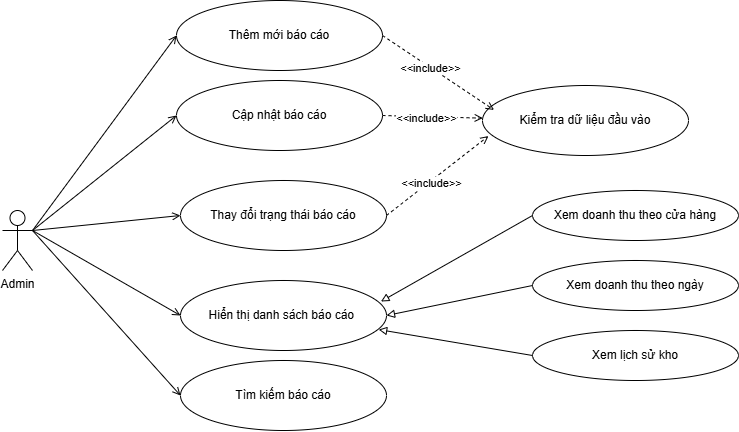 Thêm mới báo cáo
<<include>>
Cập nhật báo cáo
<<include>>
Kiểm tra dữ liệu đầu vào
<<include>>
Thay đổi trạng thái báo cáo
Xem doanh thu theo cửa hàng
Admin
Xem doanh thu theo ngày
Hiển thị danh sách báo cáo
Xem lịch sử kho
Tìm kiếm báo cáo